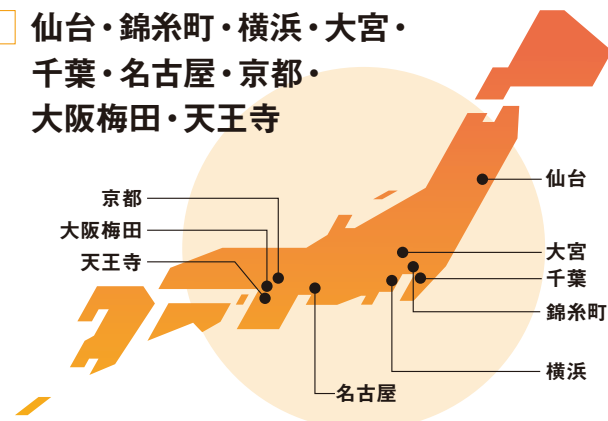 仙台・錦糸町・横浜・大宮・
千葉・名古屋・京都・
大阪梅田・天王寺
仙台
京都
大阪梅田
天王寺
大宮
千葉
錦糸町
横浜
名古屋